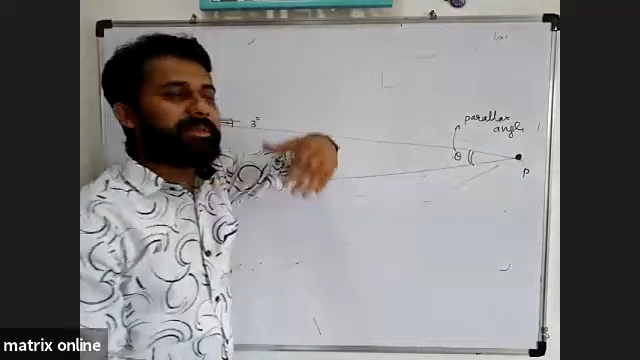 3°
parallax
angle
θ
P
matrix online